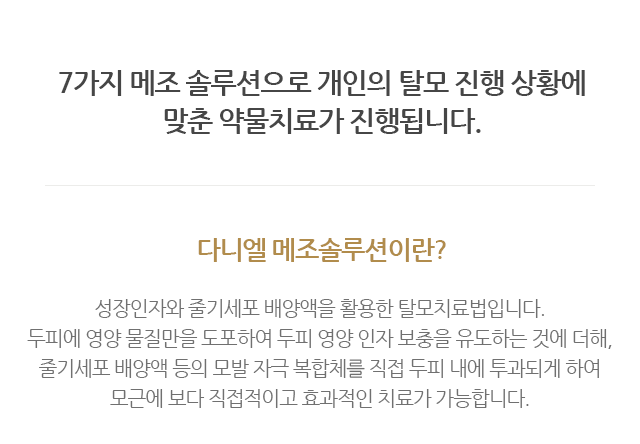 7가지 메조 솔루션으로 개인의 탈모 진행 상황에
맞춘 약물치료가 진행됩니다.
다니엘 메조솔루션이란?
성장인자와 줄기세포 배양액을 활용한 탈모치료법입니다.
두피에 영양 물질만을 도포하여 두피 영양 인자 보충을 유도하는 것에 더해,
줄기세포 배양액 등의 모발 자극 복합체를 직접 두피 내에 투과되게 하여
모근에 보다 직접적이고 효과적인 치료가 가능합니다.